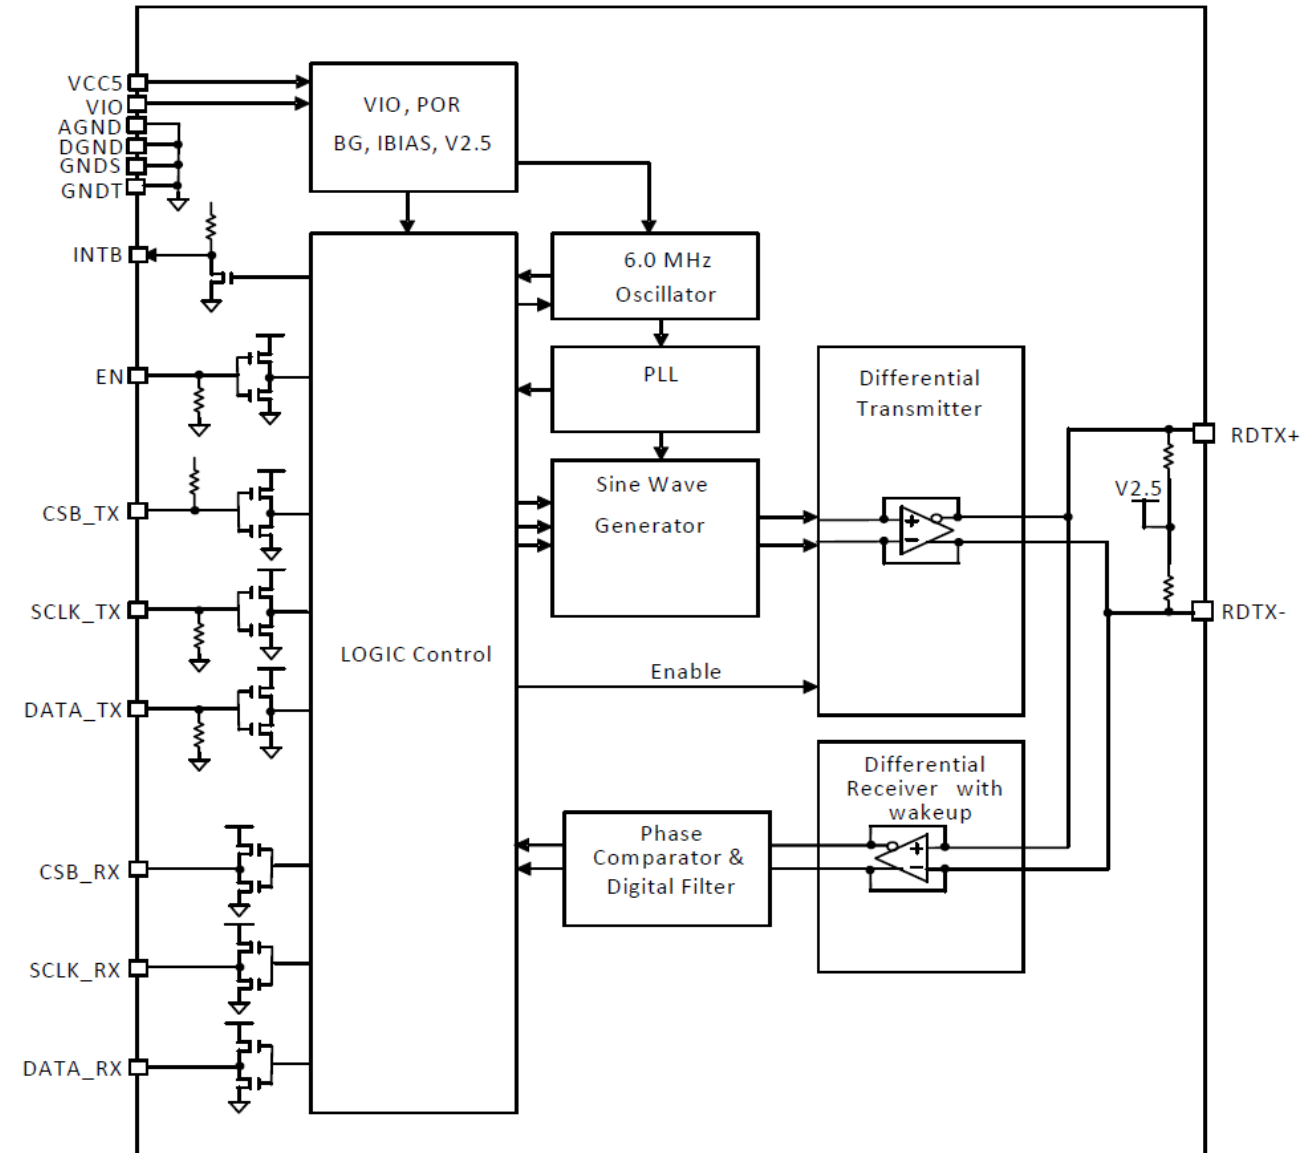 VCC5
VIO
AGND
DGND
GNDS
GNDT
INTB
EN
CSB_TX
SCLK_TX
DATA_TX
CSB_RX
SCLK_RX
DATA_RX
VIO, POR
BG, IBIAS, V2.5
LOGIC Control
6.0 MHz
Oscillator
PLL
Sine Wave
Generator
Enable
Phase
Comparator &
Digital Filter
Differential
Transmitter
+
−
Differential
Receiver with
wakeup
+
−
V2.5
RDTX+
RDTX-